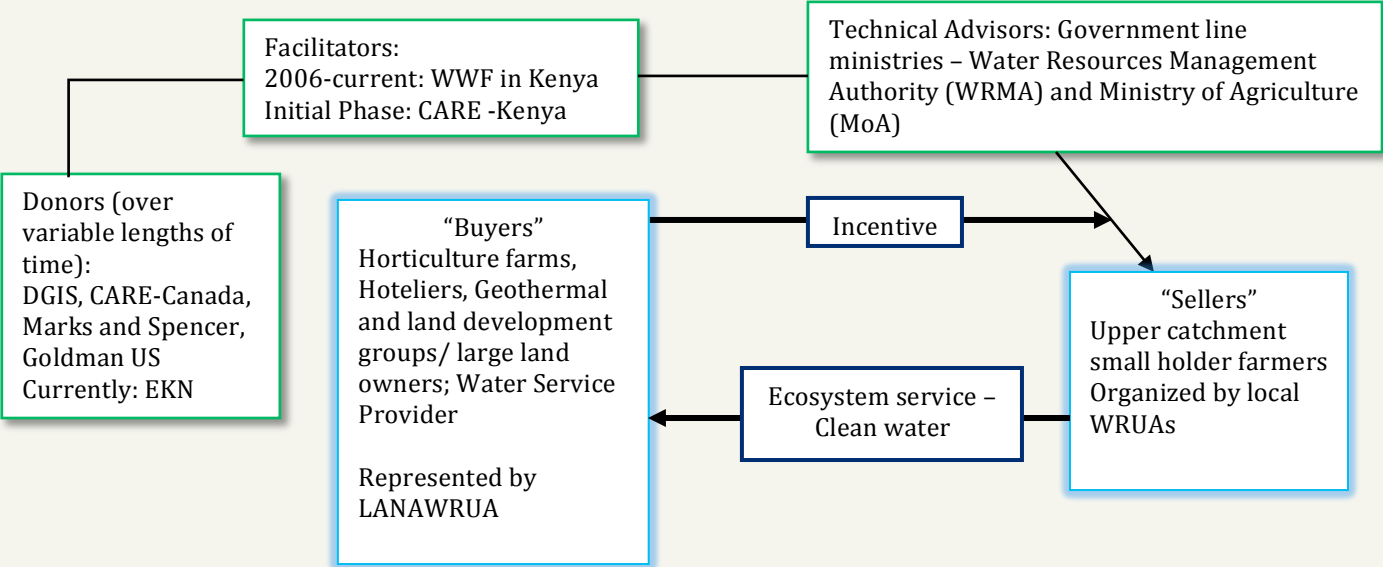 Facilitators:
2006-current: WWF in Kenya
Initial Phase: CARE -Kenya
Technical Advisors: Government line
ministries – Water Resources Management
Authority (WRMA) and Ministry of Agriculture
(MoA)
Donors (over
variable lengths of
time):
DGIS, CARE-Canada,
Marks and Spencer,
Goldman US
Currently: EKN
“Buyers”
Horticulture farms,
Hoteliers, Geothermal
and land development
groups/ large land
owners; Water Service
Provider
Represented by
LANAWRUA
Incentive
Ecosystem service –
Clean water
“Sellers”
Upper catchment
small holder farmers
Organized by local
WRUAs